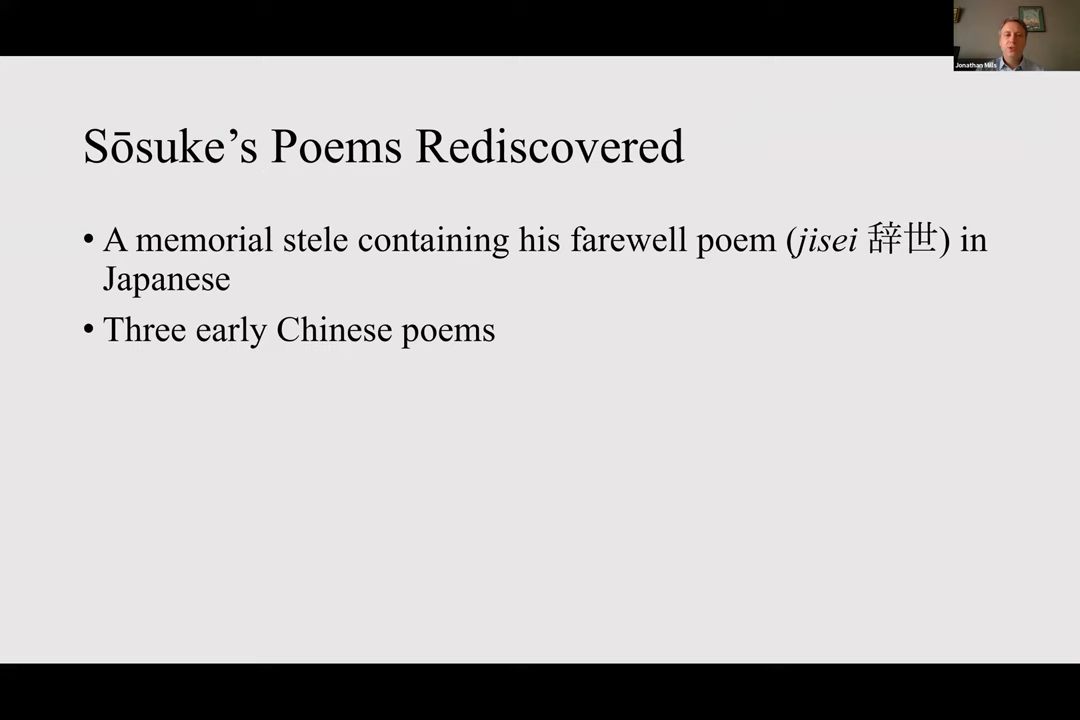 Jonathan Mills
Sōsuke’s Poems Rediscovered
• A memorial stele containing his farewell poem (jisei 辞世) in
Japanese
• Three early Chinese poems